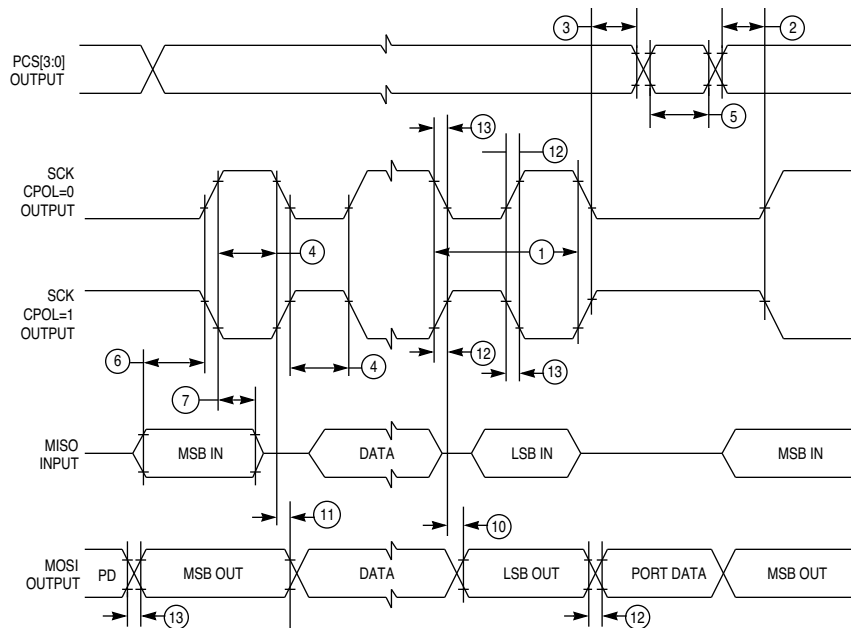 3
2
PCS[3:0]
OUTPUT
5
13
12
SCK
CPOL=0
OUTPUT
4
1
SCK
CPOL=1
OUTPUT
6
4
12
13
7
MISO
INPUT
MSB IN
DATA
LSB IN
MSB IN
11
10
MOSI
OUTPUT
PD
MSB OUT
DATA
LSB OUT
PORT DATA
MSB OUT
13
12